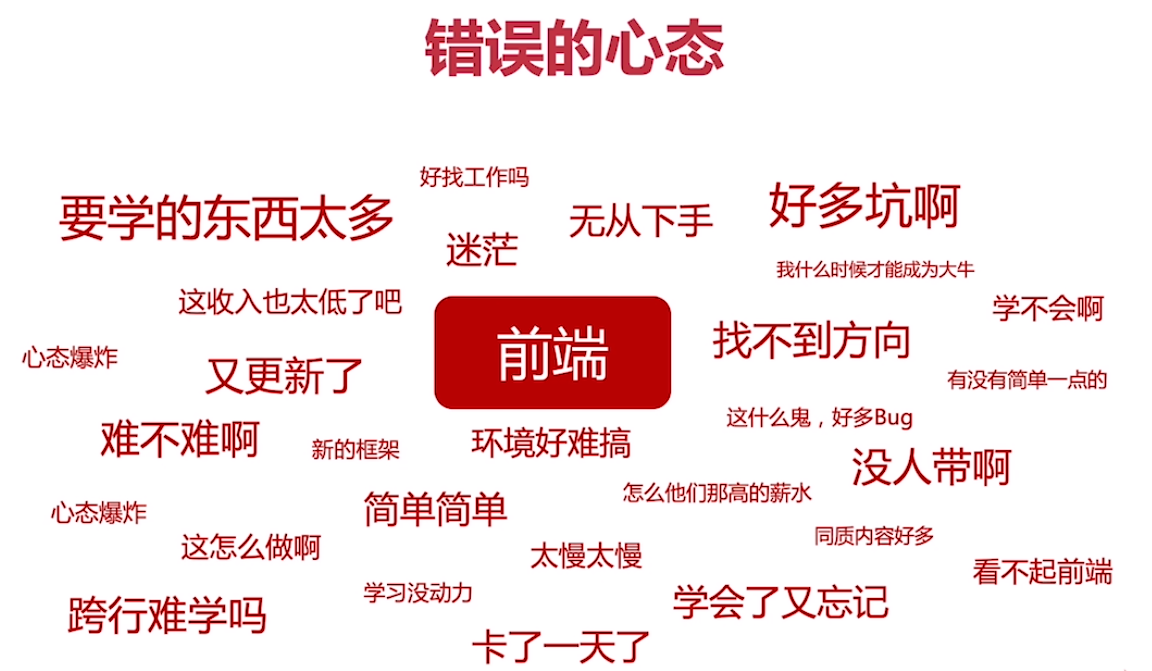 错误的心态
好找工作吗
要学的东西太多
无从下手
好多坑啊
迷茫
我什么时候才能成为大牛
这收入也太低了吧
学不会啊
前端
找不到方向
心态爆炸
又更新了
有没有简单一点的
这什么鬼，好多Bug
难不难啊
新的框架
环境好难搞
没人带啊
怎么他们那高的薪水
心态爆炸
简单简单
同质内容好多
这怎么做啊
太慢太慢
看不起前端
学习没动力
学会了又忘记
跨行难学吗
卡了一天了